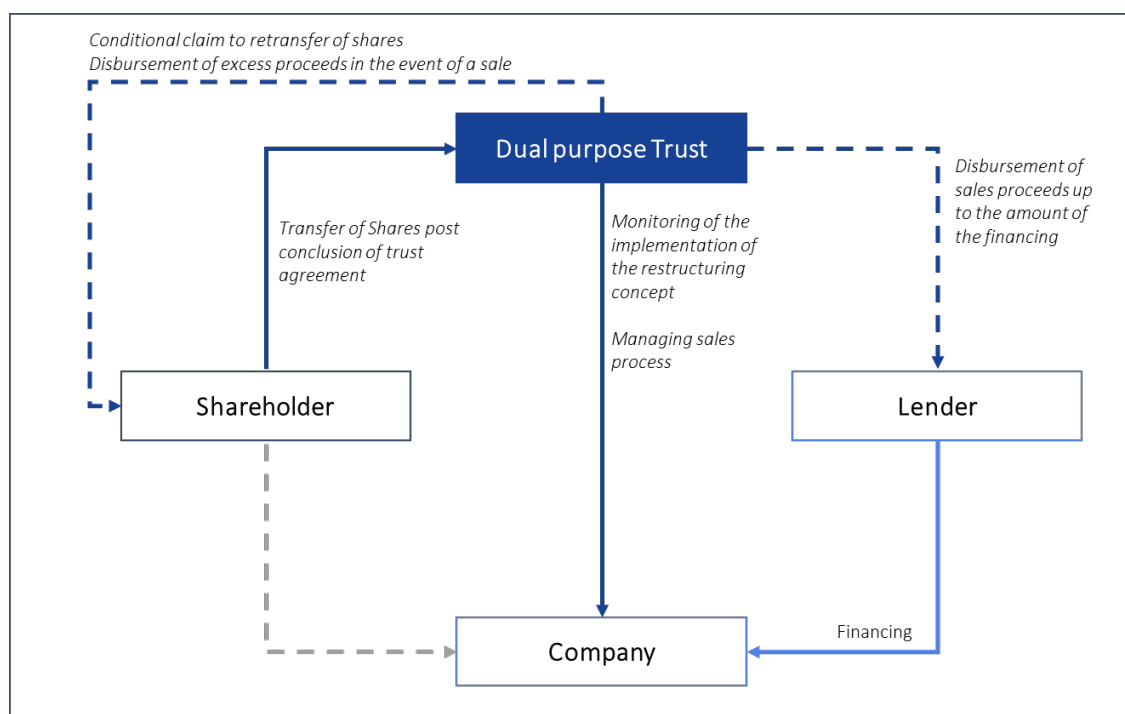 Conditional claim to retransfer of shares
Disbursement of excess proceeds in the event of a sale
Dual purpose Trust
Disbursement of
sales proceeds up
to the amount of
the financing
Transfer of Shares post
conclusion of trust
agreement
Monitoring of the
implementation of
the restructuring
concept
Managing sales
process
Shareholder
Lender
Financing
Company